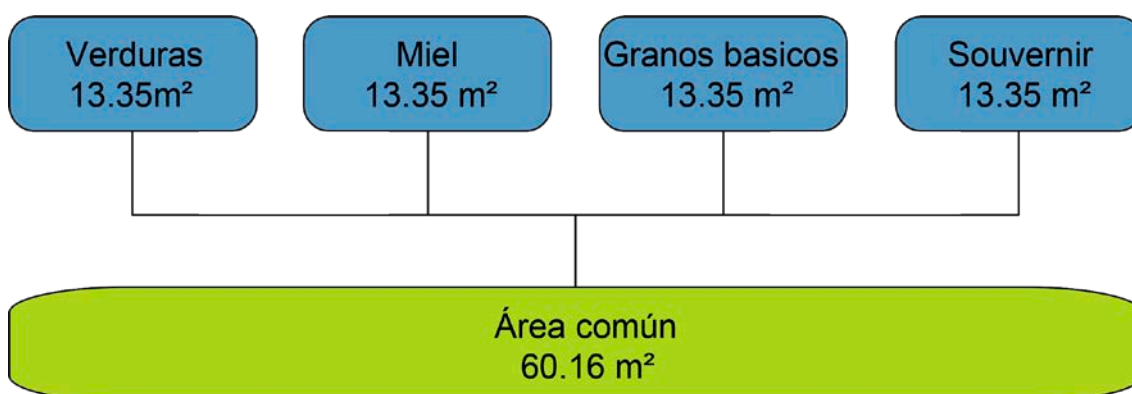 Verduras
13.35m²
Miel
13.35 m²
Granos basicos
13.35 m²
Souvernir
13.35 m²
Área común
60.16 m²